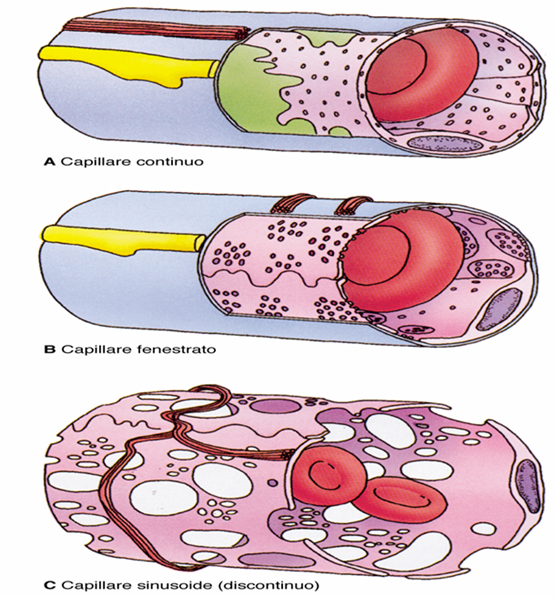 A Capillare continuo
B Capillare fenestrato
C Capillare sinusoide (discontinuo)